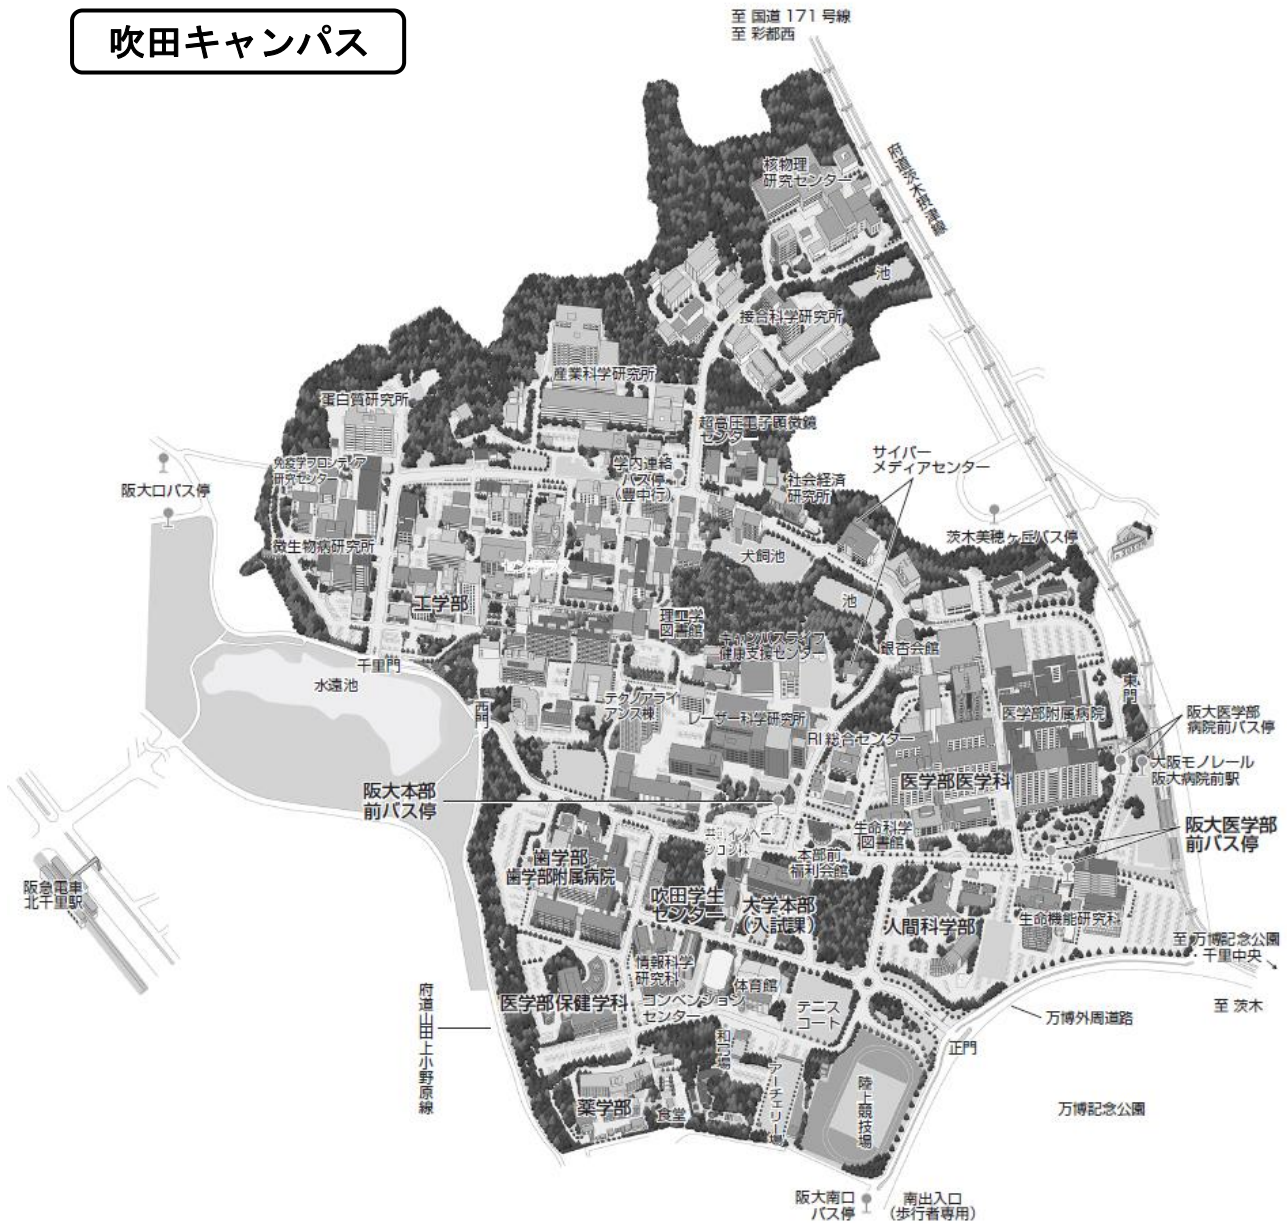 吹田キャンパス
至 国道 171 号線
至 彩都西
府道茨木摂津線
核物理
研究センター
池
接合科学研究所
産業科学研究所
蛋白質研究所
超高圧電子顕微鏡
センター
サイバー
メディアセンター
免疫学フロンティア
研究センター
学内連絡
バス停
(豊中行)
社会経済
研究所
阪大口バス停
茨木美穂ヶ丘バス停
微生物病研究所
犬飼池
池
工学部
理工学
図書館
キャンパスライフ
健康支援センター
銀杏会館
千里門
水遠池
西門
テクノアライ
アンス棟
レーザー科学研究所
RI 総合センター
医学部附属病院
東門
阪大医学部
病院前バス停
大阪モノレール
阪大病院前駅
医学部医学科
阪大本部
前バス停
共創イノベー
ション棟
生命科学
図書館
本部前
福利会館
阪大医学部
前バス停
歯学部
歯学部附属病院
阪急電車
北千里駅
吹田学生
センター
大学本部
(入試課)
人間科学部
生命機能研究科
至 万博記念公園
・千里中央
情報科学
研究科
体育館
医学部保健学科
コンベンション
センター
テニス
コート
至 茨木
万博外周道路
府道山田上小野原線
和弓場
正門
アーチェリー場
陸上競技場
万博記念公園
薬学部
食堂
阪大南口
バス停
南出入口
(歩行者専用)